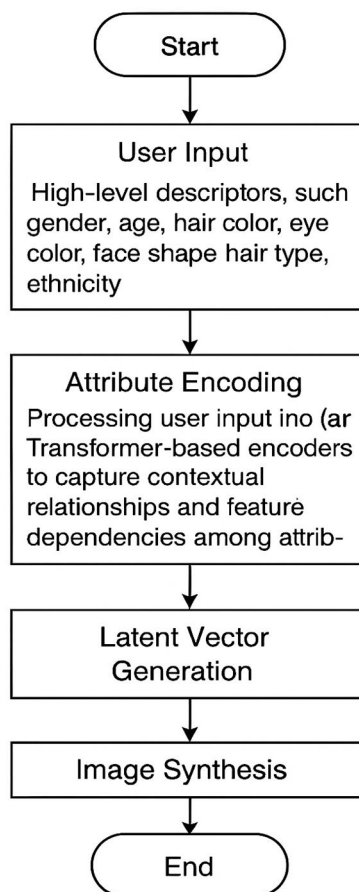 Start
User Input
High-level descriptors, such
gender, age, hair color, eye
color, face shape hair type,
ethnicity
Attribute Encoding
Processing user input ino (ar
Transformer-based encoders
to capture contextual
relationships and feature
dependencies among attrib-
Latent Vector
Generation
Image Synthesis
End